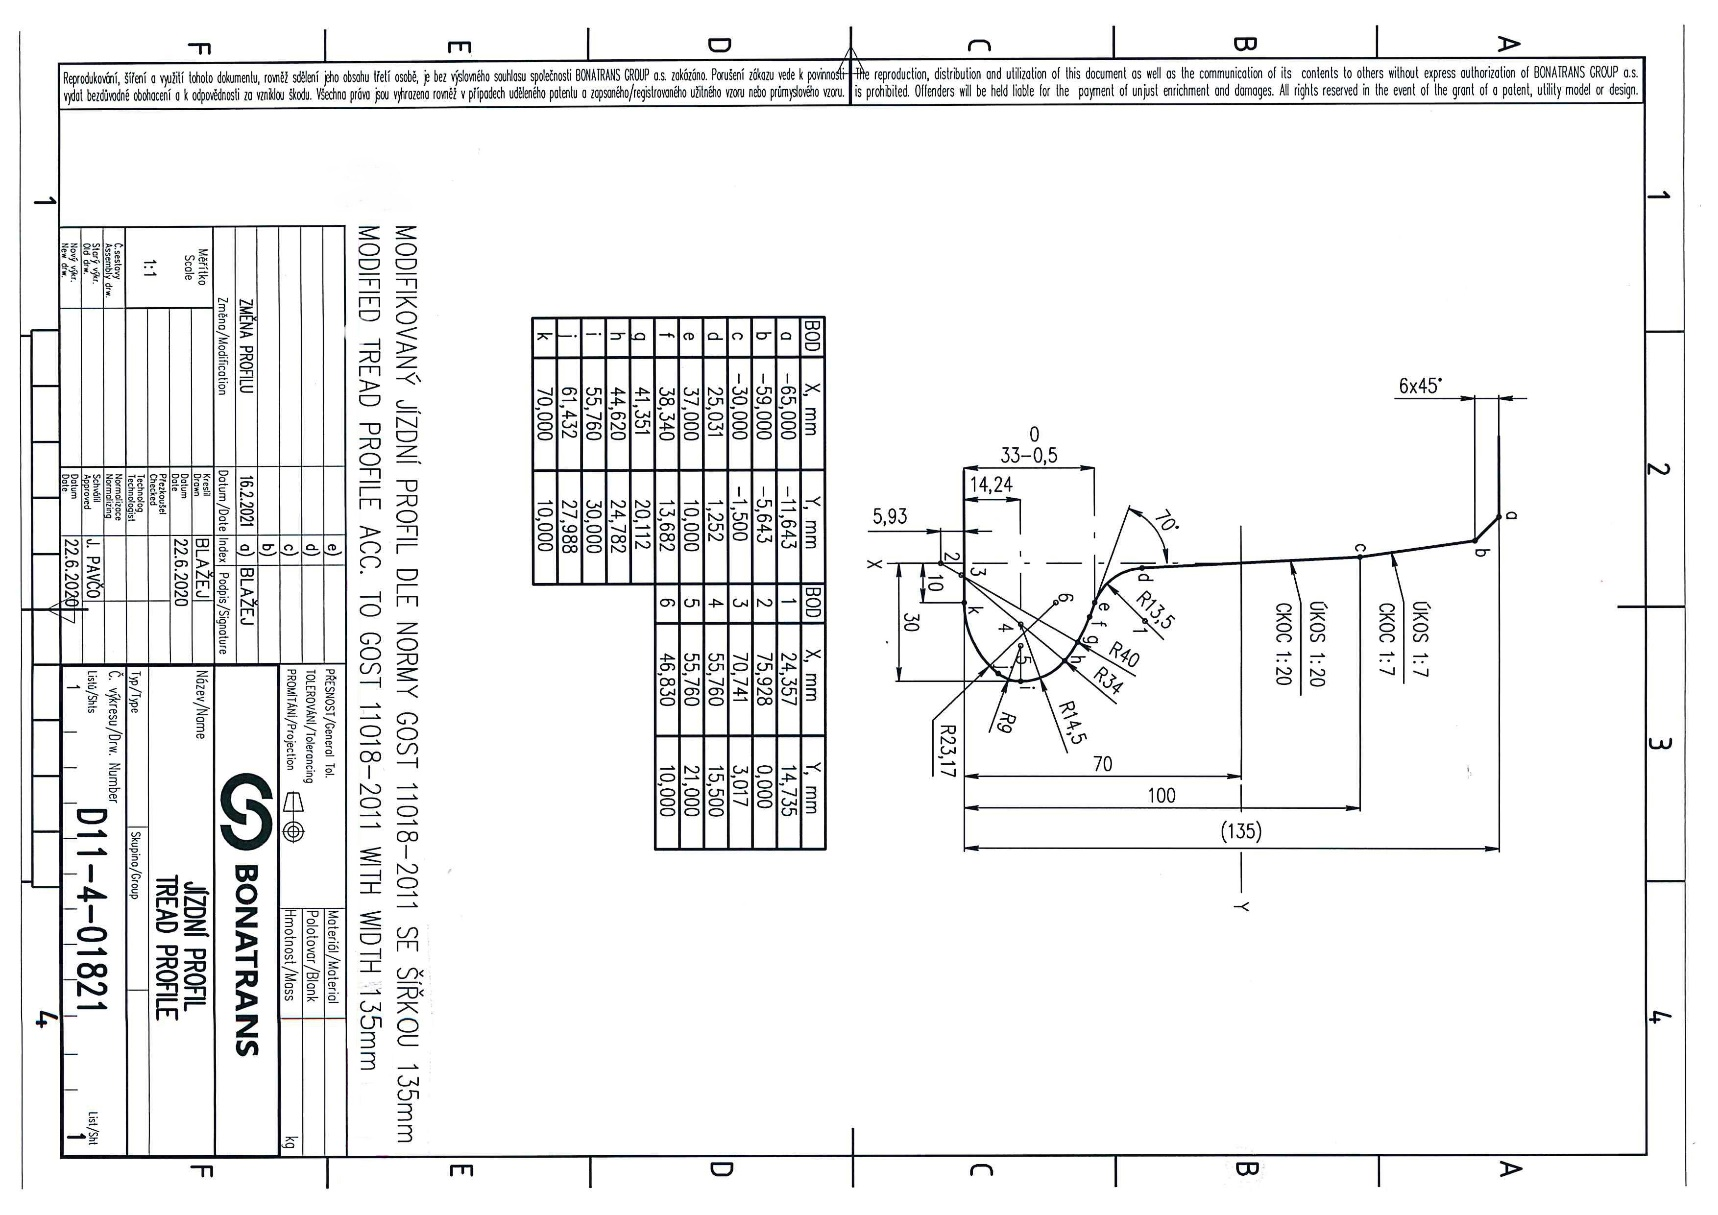 Reprodukování, šíření a využití tohoto dokumentu, rovněž sdělení jeho obsahu třetí osobě, je bez výslovného souhlasu společnosti BONATRANS GROUP a.s. zakázáno. Porušení zákazu vede k povinnosti
vydat bezdůvodné obohacení a k odpovědnosti za vzniklou škodu. Všechna práva jsou vyhrazena rovněž v případech uděleného patentu a zapsaného/registrovaného užitného vzoru nebo průmyslového vzoru.
The reproduction, distribution and utilization of this document as well as the communication of its contents to others without express authorization of BONATRANS GROUP a.s.
is prohibited. Offenders will be held liable for the payment of unjust enrichment and damages. All rights reserved in the event of the grant of a patent, utility model or design.
F E D C B A
1 2 3 4
F E D C B A
1 4
6x45°
a
b
c
d
e
f
g
h
i
j
k
1
2
3
4
5
6
0
33-0,5
14,24
5,93
X
Y
10
30
70°
R13,5
R40
R34
R14,5
R9
R23,17
ÚKOS 1:20
СКОС 1:20
ÚKOS 1:7
СКОС 1:7
70
100
(135)
BOD X, mm Y, mm
a -65,000 -11,643
b -59,000 -5,643
c -30,000 -1,500
d 25,031 1,252
e 37,000 10,000
f 38,340 13,682
g 41,351 20,112
h 44,620 24,782
i 55,760 30,000
j 61,432 27,988
k 70,000 10,000
BOD X, mm Y, mm
1 24,357 14,735
2 75,928 0,000
3 70,741 3,017
4 55,760 15,500
5 55,760 21,000
6 46,830 10,000
MODIFIKOVANÝ JÍZDNÍ PROFIL DLE NORMY GOST 11018-2011 SE ŠÍŘKOU 135mm
MODIFIED TREAD PROFILE ACC. TO GOST 11018-2011 WITH WIDTH 135mm
e)
d)
c)
b)
ZMĚNA PROFILU 16.2.2021 a) BLAŽEJ
Změna/Modification Datum/Date Index Podpis/Signature
Měřítko
Scale
1:1
Kreslil
Drawn
BLAŽEJ
Datum
Date
22.6.2020
Přezkoušel
Checked
Technolog
Technologist
Normalizace
Normalizing
Schválil
Approved
J. PAVČO
Datum
Date
22.6.2020
Č.sestavy
Assembly drw.
Starý výkr.
Old drw.
Nový výkr.
New drw.
PŘESNOST/General Tol.
TOLEROVÁNÍ/Tolerancing
PROMÍTÁNÍ/Projection
Materiál/Material
Polotovar/Blank
Hmotnost/Mass kg
BONATRANS
Název/Name
JÍZDNÍ PROFIL
TREAD PROFILE
Typ/Type Skupina/Group
Č. výkresu/Drw. Number
D11-4-01821
Listů/Shts
1
List/Sht
1